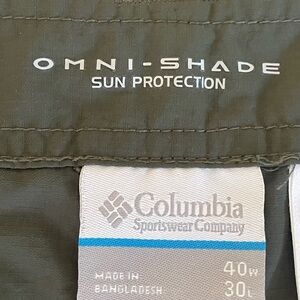 OMNI-SHADE
SUN PROTECTION
Columbia
Sportswear Company
MADE IN
BANGLADESH
40W
30L